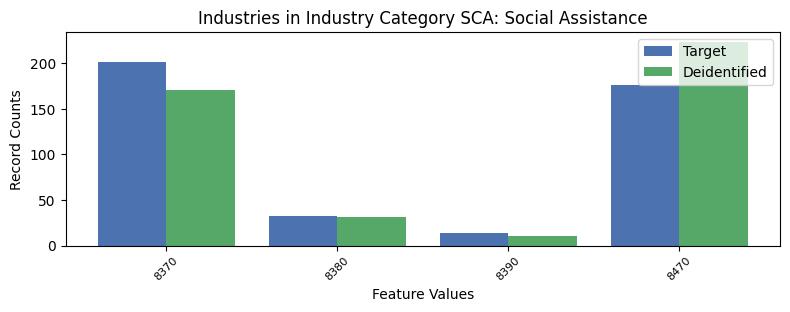 Industries in Industry Category SCA: Social Assistance
Target
Deidentified
Record Counts
200
150
100
50
0
8370
8380
8390
8470
Feature Values